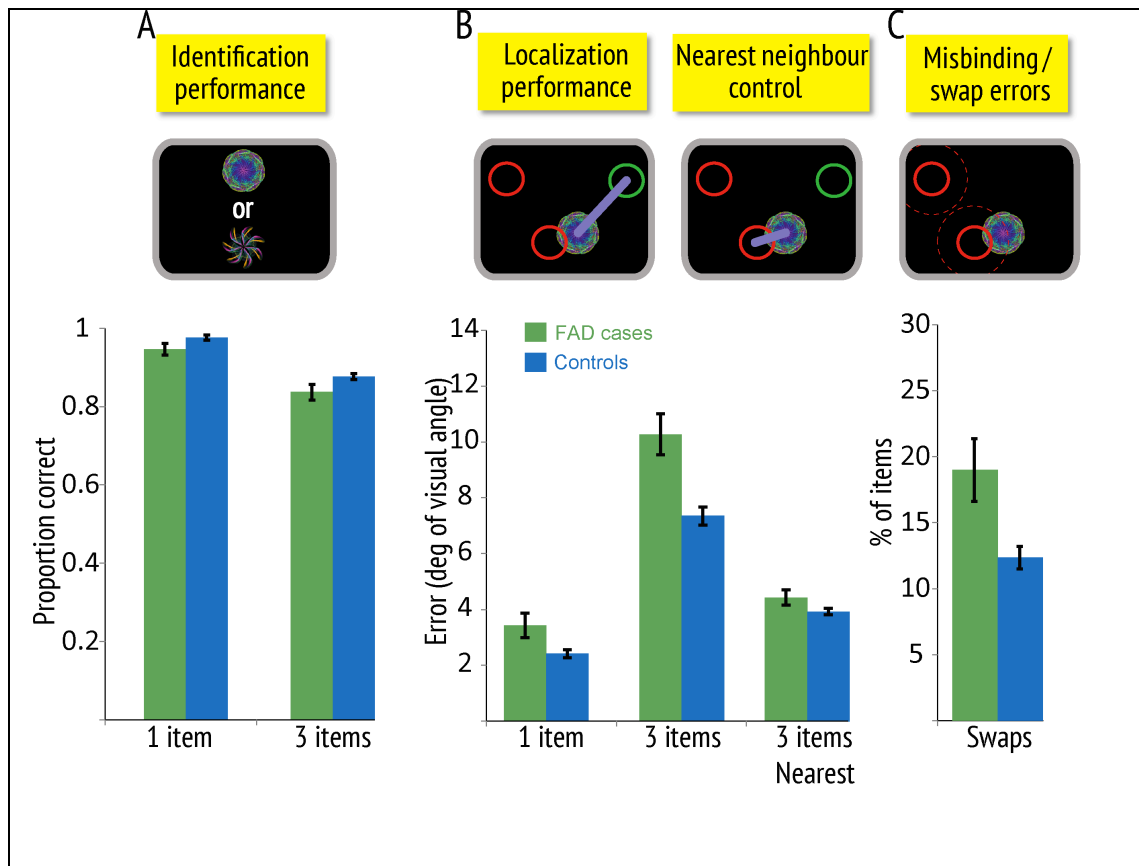 A
Identification
performance
or
Proportion correct
1
0.8
0.6
0.4
0.2
1 item
3 items
B
Localization
performance
Nearest neighbour
control
FAD cases
Controls
Error (deg of visual angle)
14
12
10
8
6
4
2
1 item
3 items
3 items
Nearest
C
Misbinding /
swap errors
% of items
30
25
20
15
10
5
0
Swaps